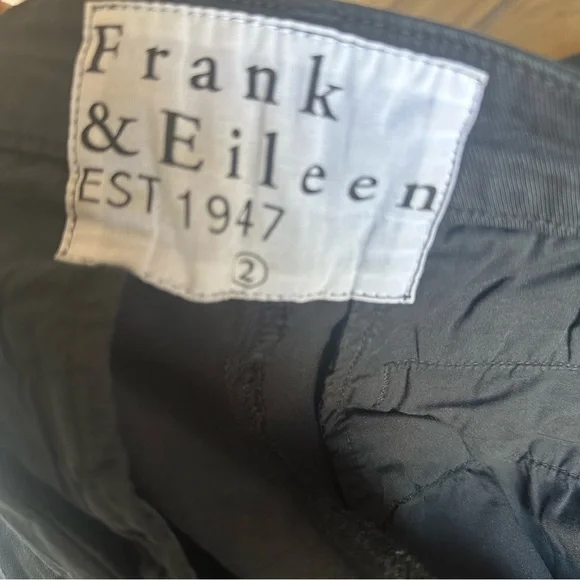 Frank
& Eileen
EST 1947
②